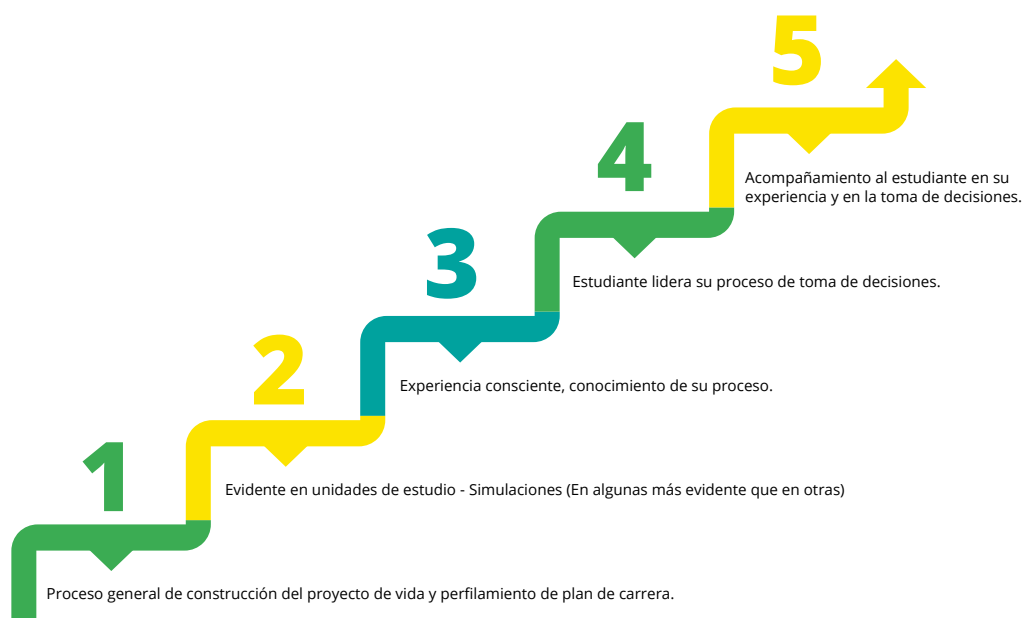 5
Acompañamiento al estudiante en su
experiencia y en la toma de decisiones.
4
Estudiante lidera su proceso de toma de decisiones.
3
Experiencia consciente, conocimiento de su proceso.
2
Evidente en unidades de estudio - Simulaciones (En algunas más evidente que en otras)
1
Proceso general de construcción del proyecto de vida y perfilamiento de plan de carrera.